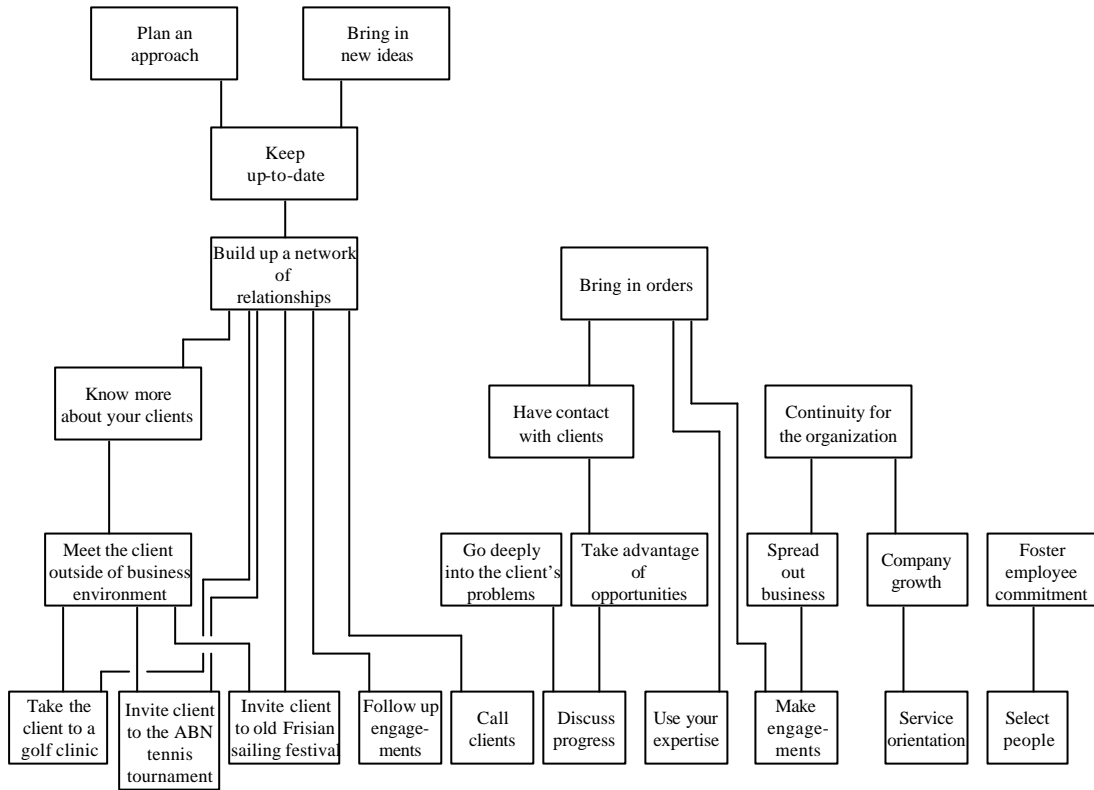 Plan an
approach
Bring in
new ideas
Keep
up-to-date
Build up a network
of
relationships
Bring in orders
Know more
about your clients
Have contact
with clients
Continuity for
the organization
Meet the client
outside of business
environment
Go deeply
into the client's
problems
Take advantage
of
opportunities
Spread
out
business
Company
growth
Foster
employee
commitment
Take the
client to a
golf clinic
Invite client
to the ABN
tennis
tournament
Invite client
to old Frisian
sailing festival
Follow up
engage-
ments
Call
clients
Discuss
progress
Use your
expertise
Make
engage-
ments
Service
orientation
Select
people